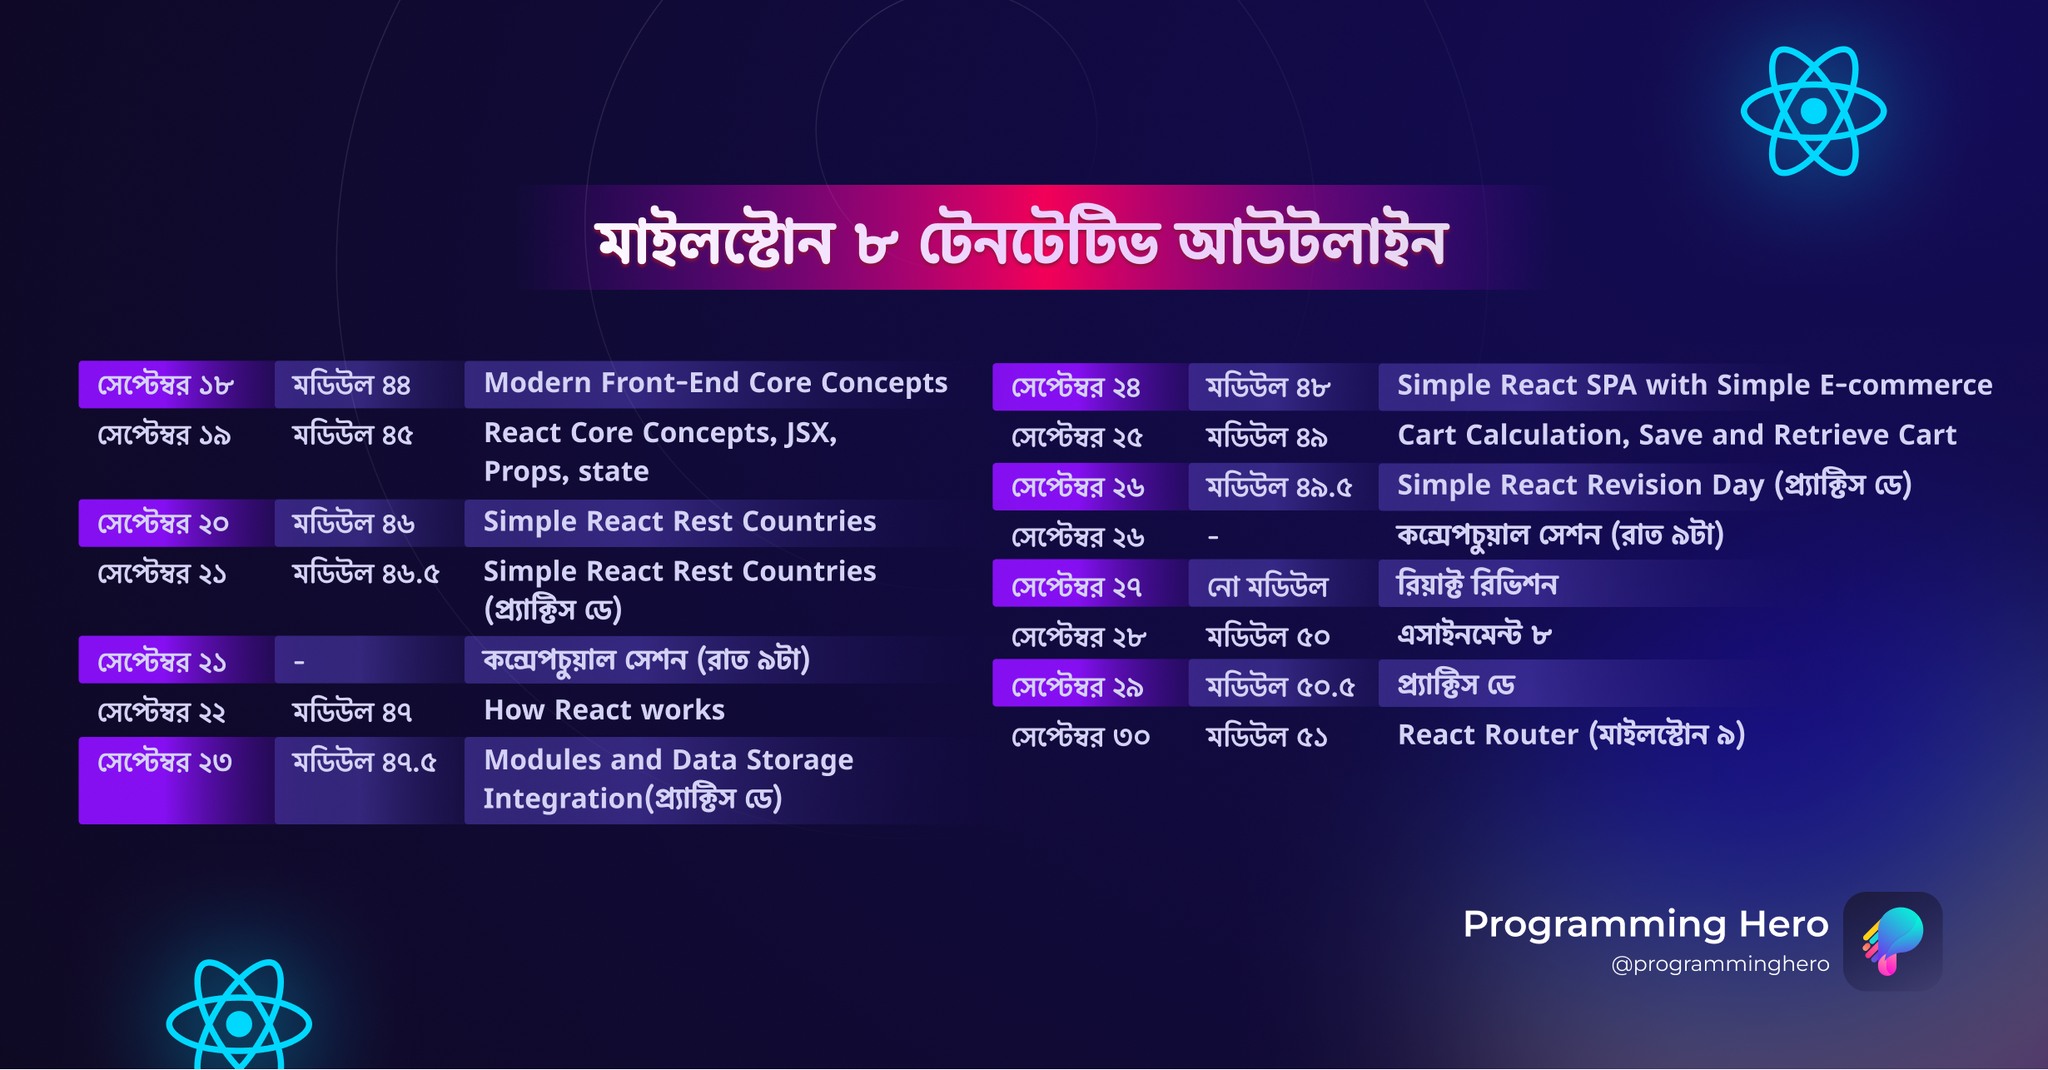 মাইলস্টোন ৮ টেনটেটিভ আউটলাইন
সেপ্টেম্বর ১৮ মডিউল ৪৪ Modern Front-End Core Concepts
সেপ্টেম্বর ১৯ মডিউল ৪৫ React Core Concepts, JSX,
Props, state
সেপ্টেম্বর ২০ মডিউল ৪৬ Simple React Rest Countries
সেপ্টেম্বর ২১ মডিউল ৪৬.৫ Simple React Rest Countries
(প্র্যাক্টিস ডে)
সেপ্টেম্বর ২১ - কন্সেপচুয়াল সেশন (রাত ৯টা)
সেপ্টেম্বর ২২ মডিউল ৪৭ How React works
সেপ্টেম্বর ২৩ মডিউল ৪৭.৫ Modules and Data Storage
Integration(প্র্যাক্টিস ডে)
সেপ্টেম্বর ২৪ মডিউল ৪৮ Simple React SPA with Simple E-commerce
সেপ্টেম্বর ২৫ মডিউল ৪৯ Cart Calculation, Save and Retrieve Cart
সেপ্টেম্বর ২৬ মডিউল ৪৯.৫ Simple React Revision Day (প্র্যাক্টিস ডে)
সেপ্টেম্বর ২৬ - কন্সেপচুয়াল সেশন (রাত ৯টা)
সেপ্টেম্বর ২৭ নো মডিউল রিয়াক্ট রিভিশন
সেপ্টেম্বর ২৮ মডিউল ৫০ এসাইনমেন্ট ৮
সেপ্টেম্বর ২৯ মডিউল ৫০.৫ প্র্যাক্টিস ডে
সেপ্টেম্বর ৩০ মডিউল ৫১ React Router (মাইলস্টোন ৯)
Programming Hero
@programminghero